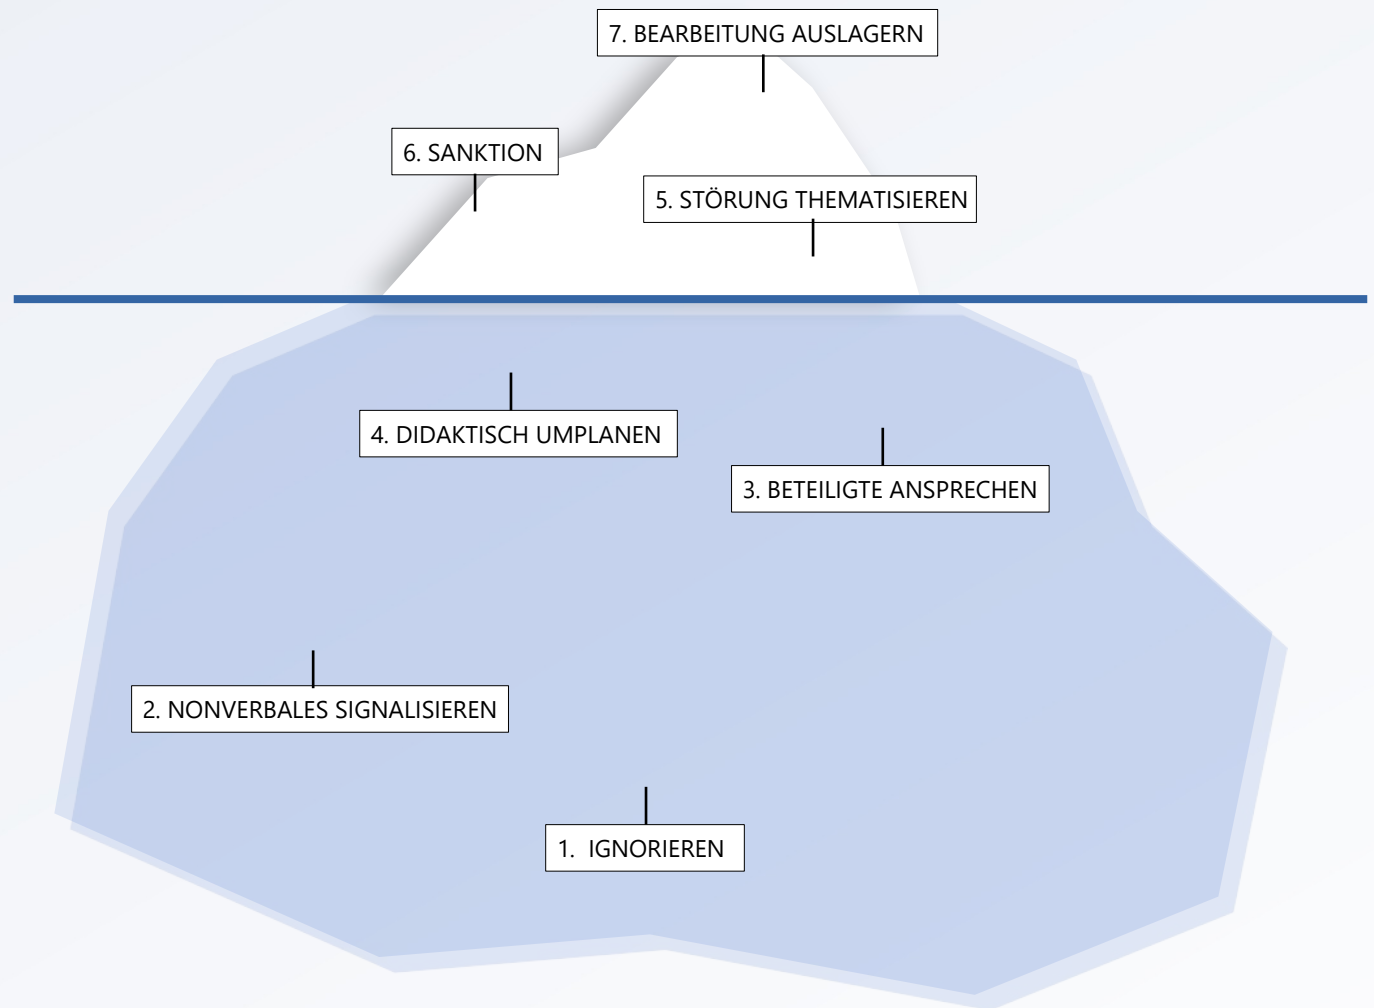 7. BEARBEITUNG AUSLAGERN
6. SANKTION
5. STÖRUNG THEMATISIEREN
4. DIDAKTISCH UMPLANEN
3. BETEILIGTE ANSPRECHEN
2. NONVERBALES SIGNALISIEREN
1. IGNORIEREN